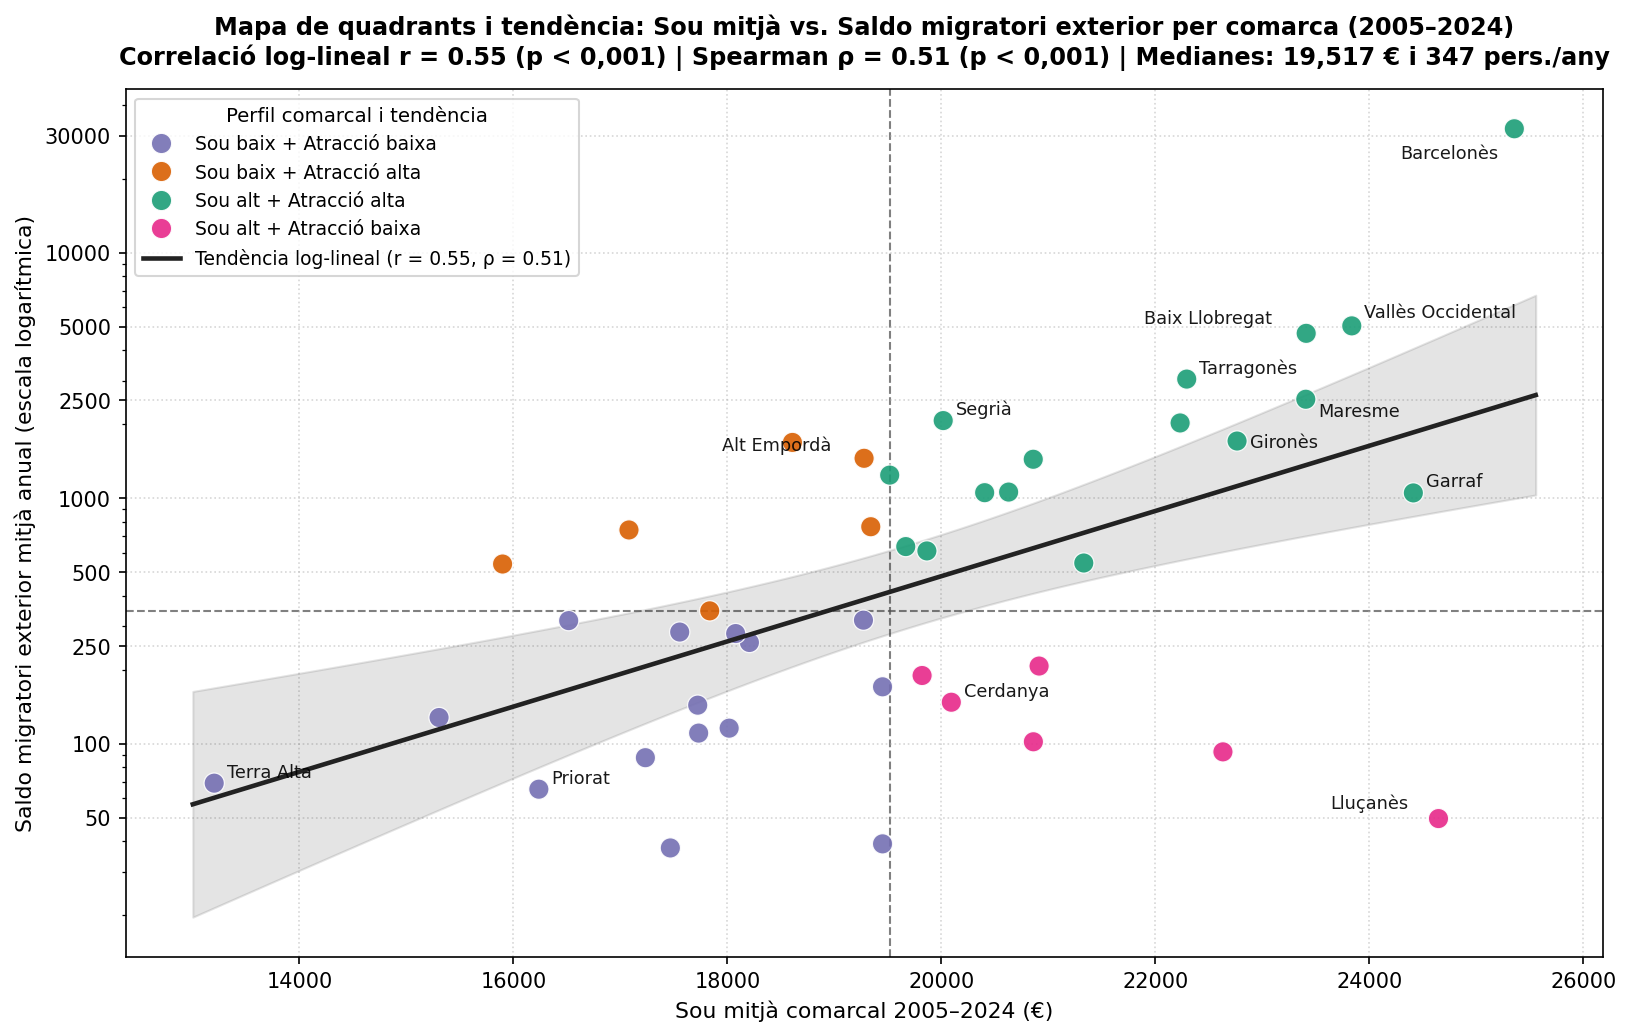 Mapa de quadrants i tendència: Sou mitjà vs. Saldo migratori exterior per comarca (2005–2024)
Correlació log-lineal r = 0.55 (p < 0,001) | Spearman ρ = 0.51 (p < 0,001) | Medianes: 19,517 € i 347 pers./any
Perfil comarcal i tendència
Sou baix + Atracció baixa
Sou baix + Atracció alta
Sou alt + Atracció alta
Sou alt + Atracció baixa
Tendència log-lineal (r = 0.55, ρ = 0.51)
Saldo migratori exterior mitjà anual (escala logarítmica)
30000
10000
5000
2500
1000
500
250
100
50
Barcelonès
Vallès Occidental
Baix Llobregat
Tarragonès
Segrià
Maresme
Alt Empordà
Gironès
Garraf
Cerdanya
Terra Alta
Priorat
Lluçanès
14000
16000
18000
20000
22000
24000
26000
Sou mitjà comarcal 2005–2024 (€)